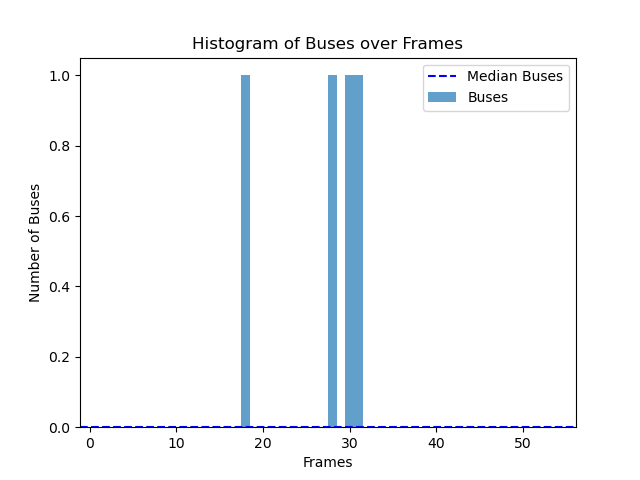 Histogram of Buses over Frames
Median Buses
Buses
Number of Buses
1.0
0.8
0.6
0.4
0.2
0.0
0 10 20 30 40 50
Frames